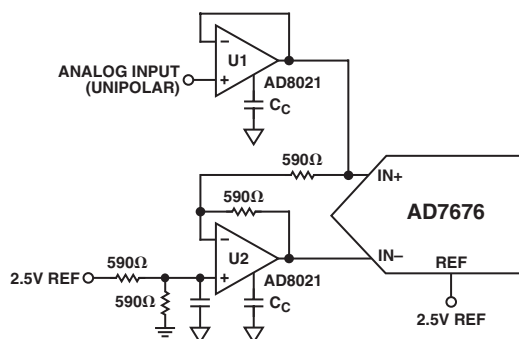 U1
ANALOG INPUT
(UNIPOLAR)
AD8021
CC
590Ω
IN+
590Ω
AD7676
U2
IN–
590Ω
AD8021
REF
2.5V REF
CC
590Ω
2.5V REF